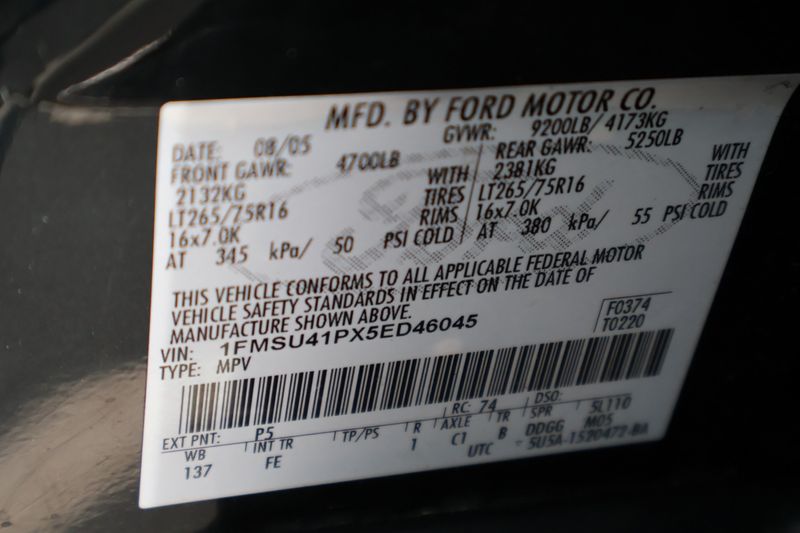 MFD. BY FORD MOTOR CO.
DATE: 08/05 GVWR: 9200LB/4173KG
FRONT GAWR: 4700LB REAR GAWR: 5250LB
2132KG WITH 2381KG WITH
LT265/75R16 TIRES LT265/75R16 TIRES
16x7.0K RIMS 16x7.0K RIMS
AT 345 kPa/ 50 PSI COLD AT 380 kPa/ 55 PSI COLD
THIS VEHICLE CONFORMS TO ALL APPLICABLE FEDERAL MOTOR
VEHICLE SAFETY STANDARDS IN EFFECT ON THE DATE OF
MANUFACTURE SHOWN ABOVE.
VIN: 1FMSU41PX5ED46045 F0374
TYPE: MPV T0220
EXT PNT: P5 RC: 74 DSO:
WB INT TR TP/PS R AXLE TR SPR 5L110
137 FE 1 C1 B DDGG M05
UTC 5U5A-1520472-BA